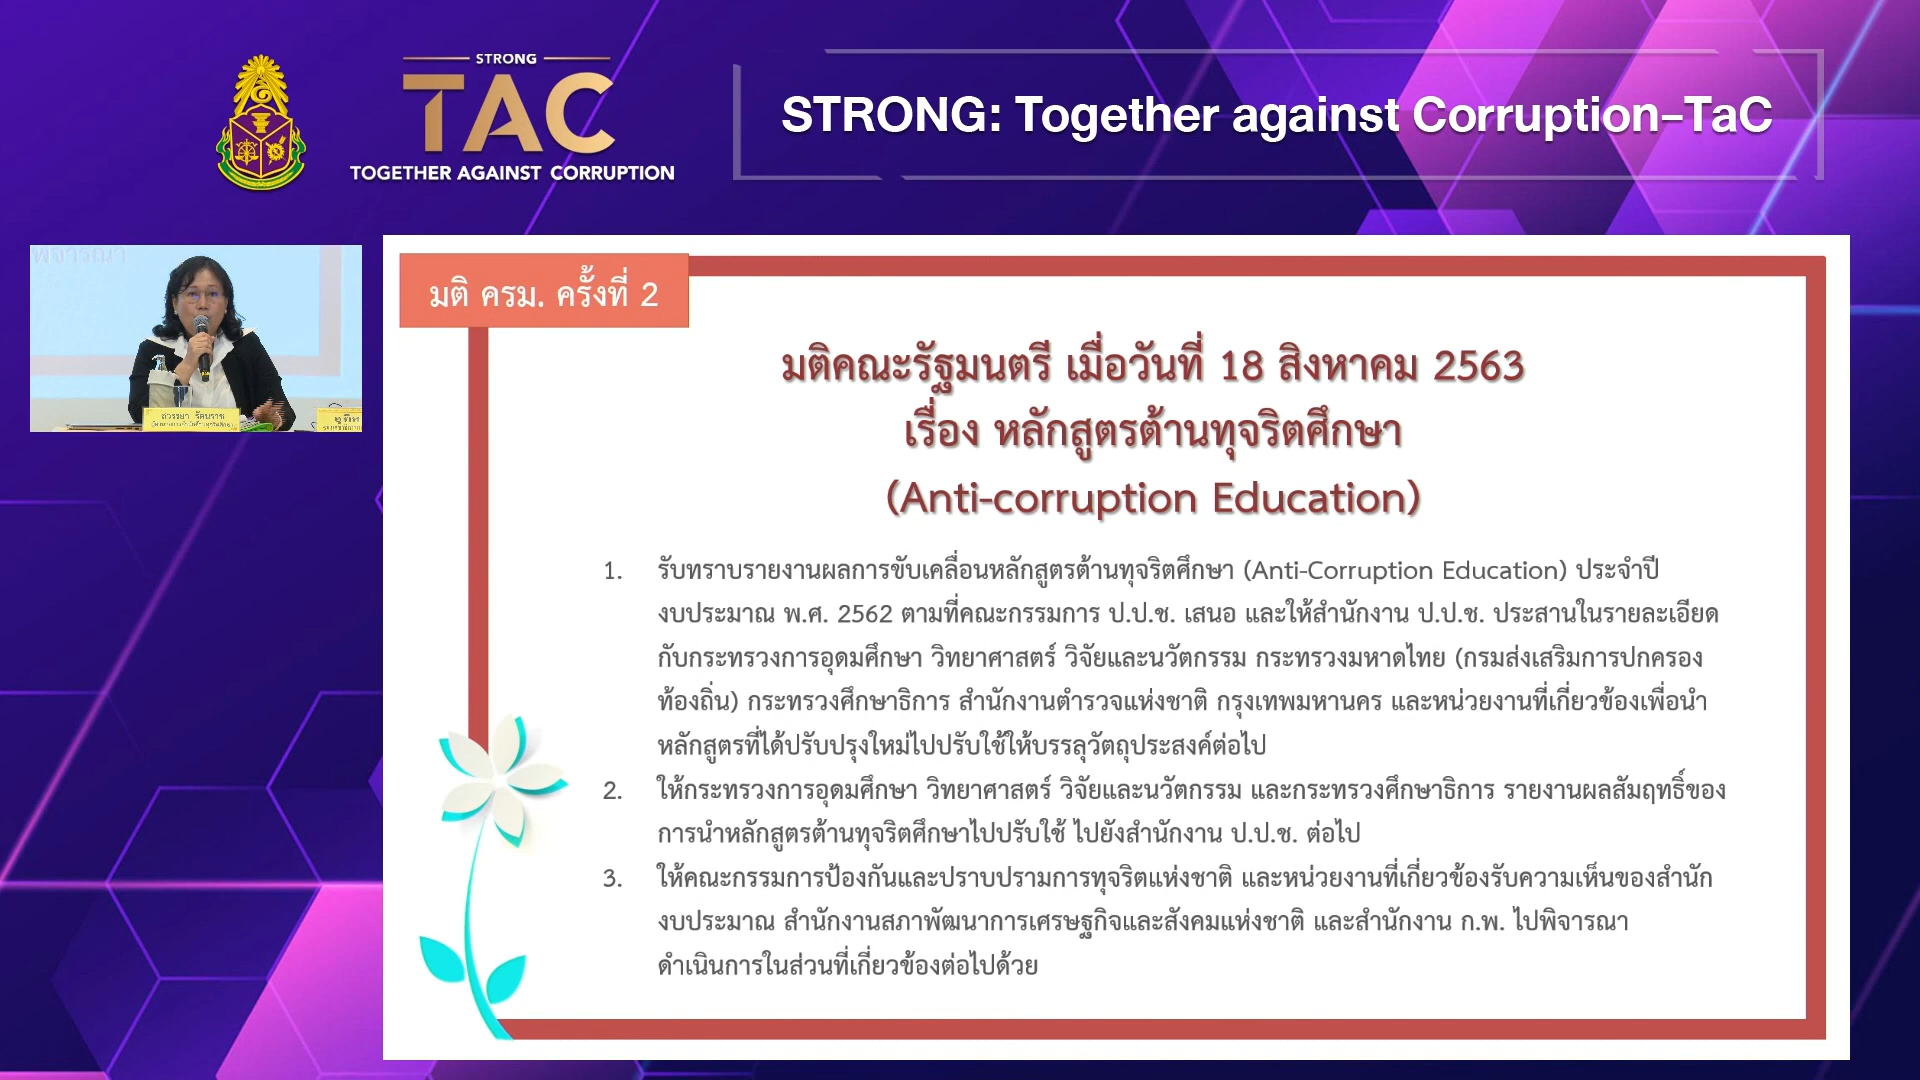 STRONG
TAC
TOGETHER AGAINST CORRUPTION
STRONG: Together against Corruption-TaC
พิจารณา
สวรรยา รัตนราช
มติ ครม. ครั้งที่ 2
มติคณะรัฐมนตรี เมื่อวันที่ 18 สิงหาคม 2563
เรื่อง หลักสูตรต้านทุจริตศึกษา
(Anti-corruption Education)
1. รับทราบรายงานผลการขับเคลื่อนหลักสูตรต้านทุจริตศึกษา (Anti-Corruption Education) ประจำปี
งบประมาณ พ.ศ. 2562 ตามที่คณะกรรมการ ป.ป.ช. เสนอ และให้สำนักงาน ป.ป.ช. ประสานในรายละเอียด
กับกระทรวงการอุดมศึกษา วิทยาศาสตร์ วิจัยและนวัตกรรม กระทรวงมหาดไทย (กรมส่งเสริมการปกครอง
ท้องถิ่น) กระทรวงศึกษาธิการ สำนักงานตำรวจแห่งชาติ กรุงเทพมหานคร และหน่วยงานที่เกี่ยวข้องเพื่อนำ
หลักสูตรที่ได้ปรับปรุงใหม่ไปปรับใช้ให้บรรลุวัตถุประสงค์ต่อไป
2. ให้กระทรวงการอุดมศึกษา วิทยาศาสตร์ วิจัยและนวัตกรรม และกระทรวงศึกษาธิการ รายงานผลสัมฤทธิ์ของ
การนำหลักสูตรต้านทุจริตศึกษาไปปรับใช้ ไปยังสำนักงาน ป.ป.ช. ต่อไป
3. ให้คณะกรรมการป้องกันและปราบปรามการทุจริตแห่งชาติ และหน่วยงานที่เกี่ยวข้องรับความเห็นของสำนัก
งบประมาณ สำนักงานสภาพัฒนาการเศรษฐกิจและสังคมแห่งชาติ และสำนักงาน ก.พ. ไปพิจารณา
ดำเนินการในส่วนที่เกี่ยวข้องต่อไปด้วย